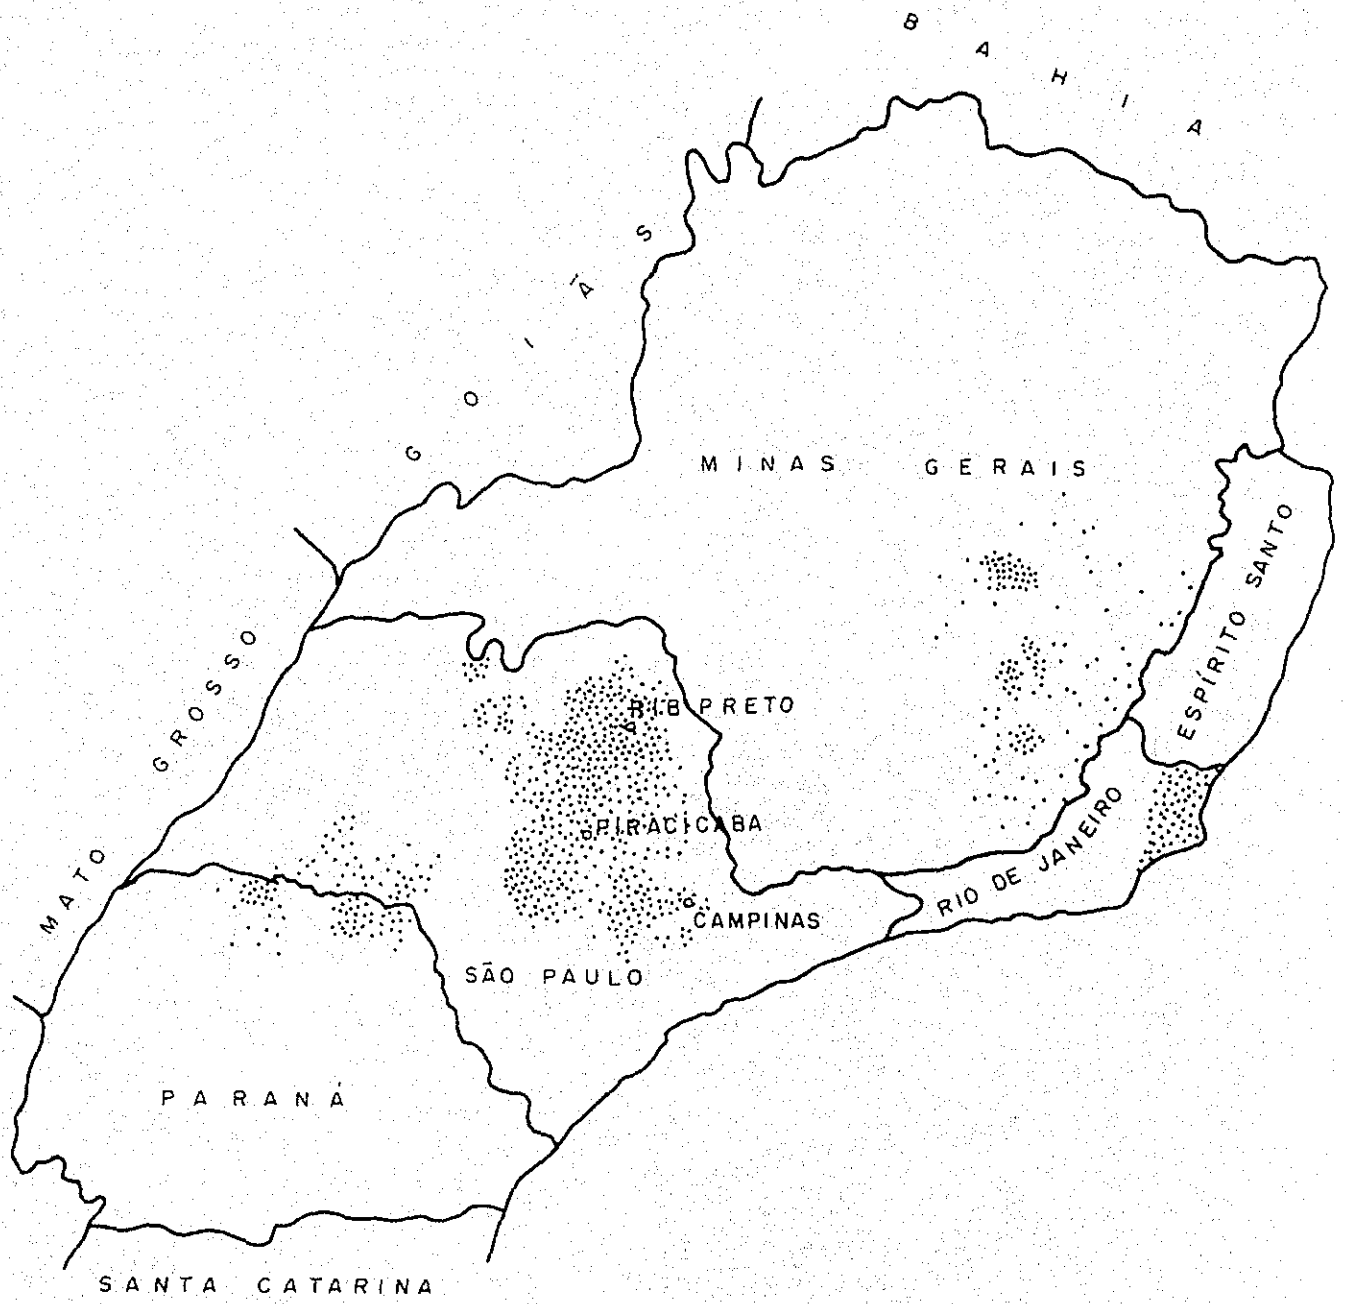 BAHIA
GOIÁS
MINAS GERAIS
ESPÍRITO SANTO
MATO GROSSO
RIB PRETO
PIRACICABA
RIO DE JANEIRO
CAMPINAS
SÃO PAULO
PARANÁ
SANTA CATARINA